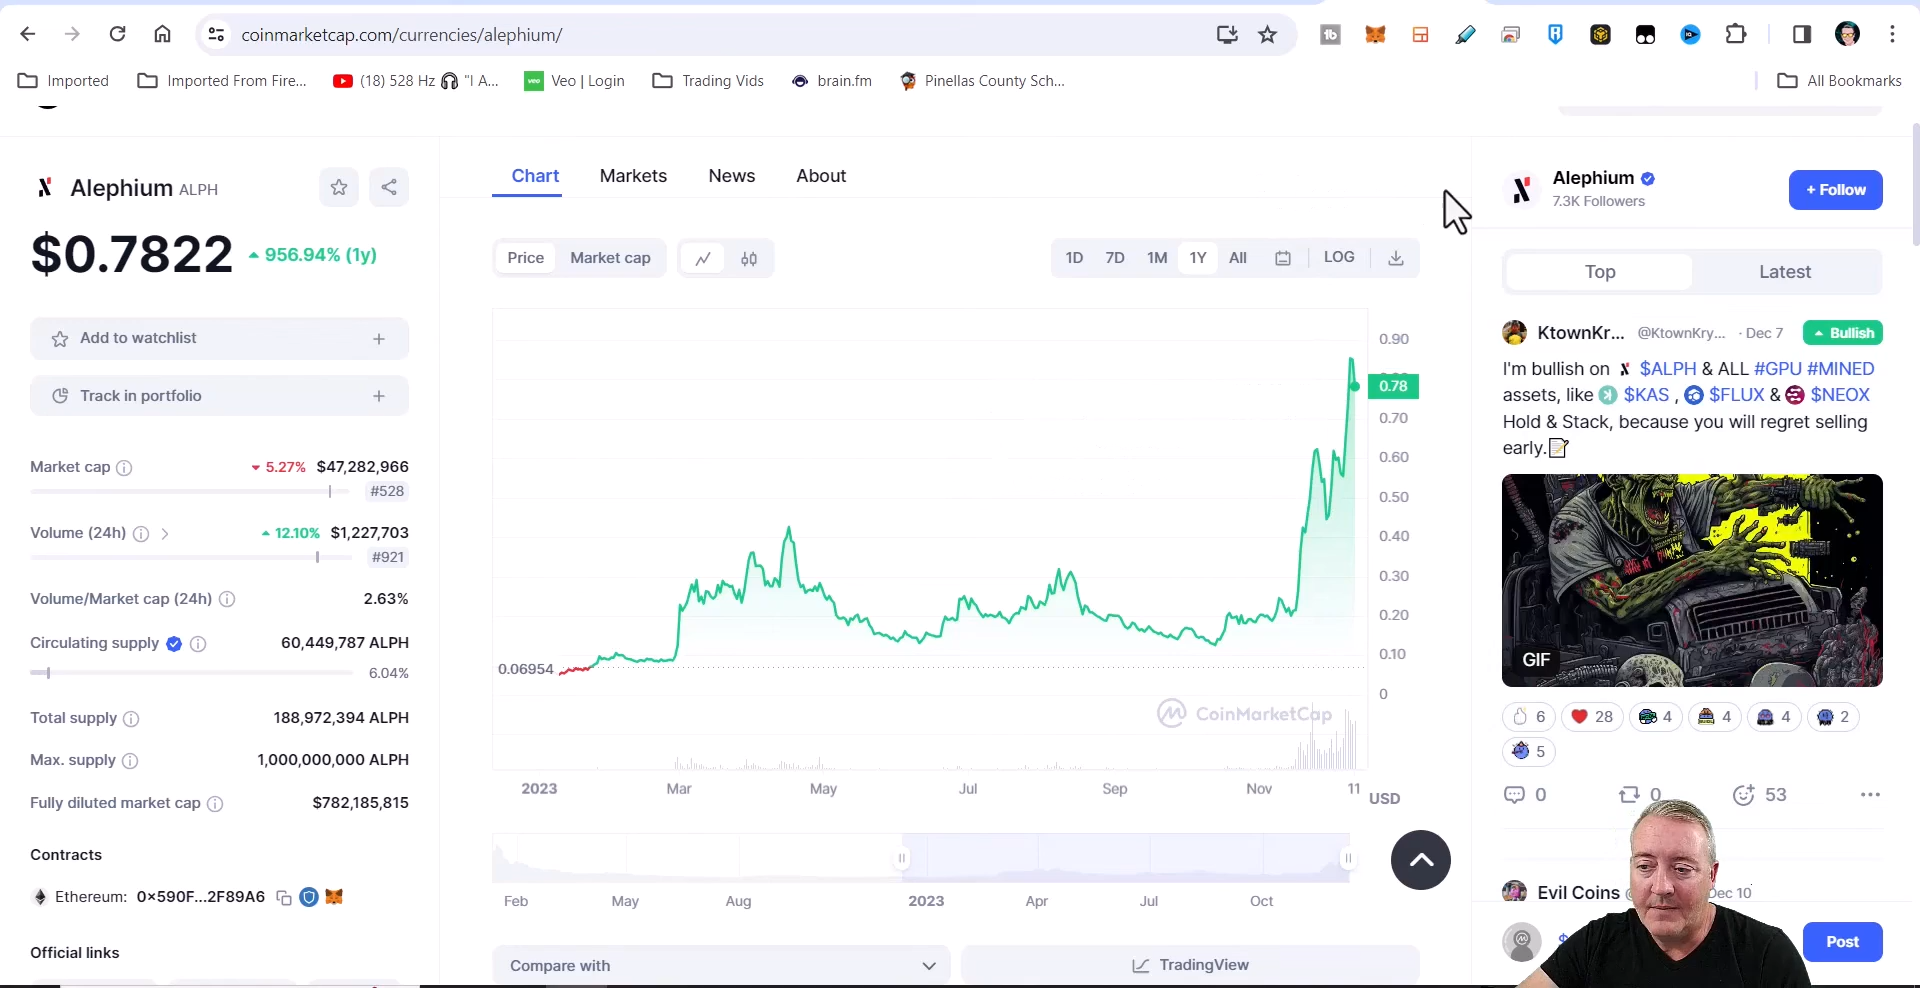 coinmarketcap.com/currencies/alephium/
Imported
Imported From Fire...
(18) 528 Hz 🎧 "I A...
veo Veo | Login
Trading Vids
brain.fm
Pinellas County Sch...
All Bookmarks
Alephium ALPH
$0.7822 956.94% (1y)
Add to watchlist
Track in portfolio
Market cap 5.27% $47,282,966
#528
Volume (24h) 12.10% $1,227,703
#921
Volume/Market cap (24h) 2.63%
Circulating supply 60,449,787 ALPH
6.04%
Total supply 188,972,394 ALPH
Max. supply 1,000,000,000 ALPH
Fully diluted market cap $782,185,815
Contracts
Ethereum: 0x590F...2F89A6
Official links
Chart Markets News About
Price Market cap
1D 7D 1M 1Y All LOG
0.90
0.78
0.70
0.60
0.50
0.40
0.30
0.20
0.10
0
0.06954
CoinMarketCap
2023 Mar May Jul Sep Nov 11 USD
Feb May Aug 2023 Apr Jul Oct
Compare with
TradingView
Alephium
7.3K Followers
+ Follow
Top Latest
KtownKr... @KtownKry... · Dec 7 Bullish
I'm bullish on $ALPH & ALL #GPU #MINED
assets, like $KAS , $FLUX & $NEOX
Hold & Stack, because you will regret selling
early.📝
GIF
6 28 4 4 4 2
5
0 0 53
Evil Coins Dec 10
Post